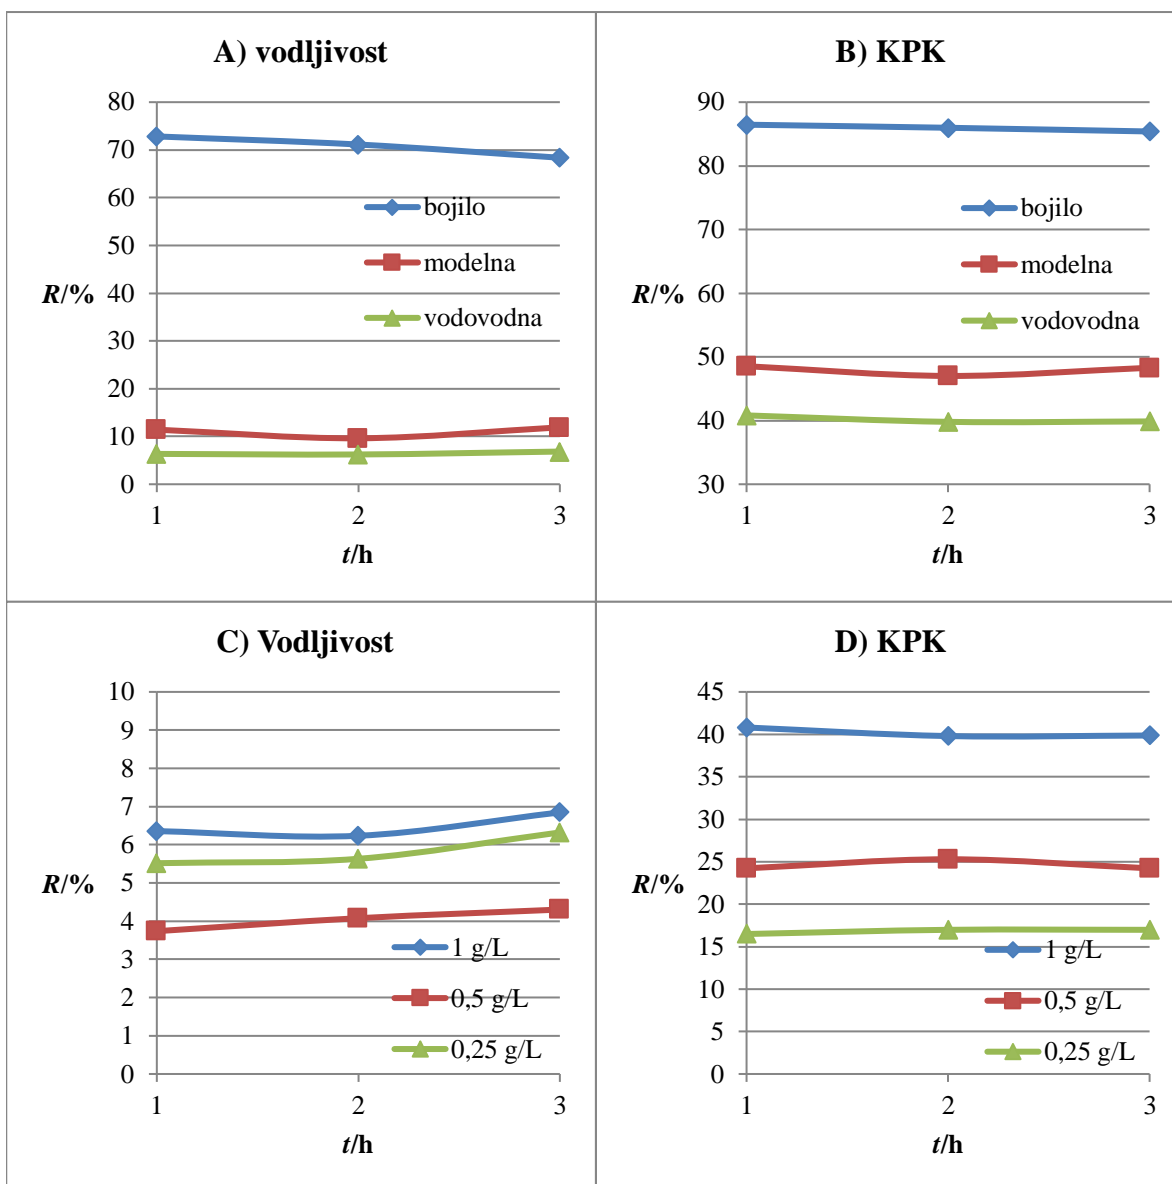 A) vodljivost
80
70
60
50
40
30
20
10
0
R/%
bojilo
modelna
vodovodna
1
2
3
t/h
B) KPK
90
80
70
60
50
40
30
R/%
bojilo
modelna
vodovodna
1
2
3
t/h
C) Vodljivost
10
9
8
7
6
5
4
3
2
1
0
R/%
1 g/L
0,5 g/L
0,25 g/L
1
2
3
t/h
D) KPK
45
40
35
30
25
20
15
10
5
0
R/%
1 g/L
0,5 g/L
0,25 g/L
1
2
3
t/h